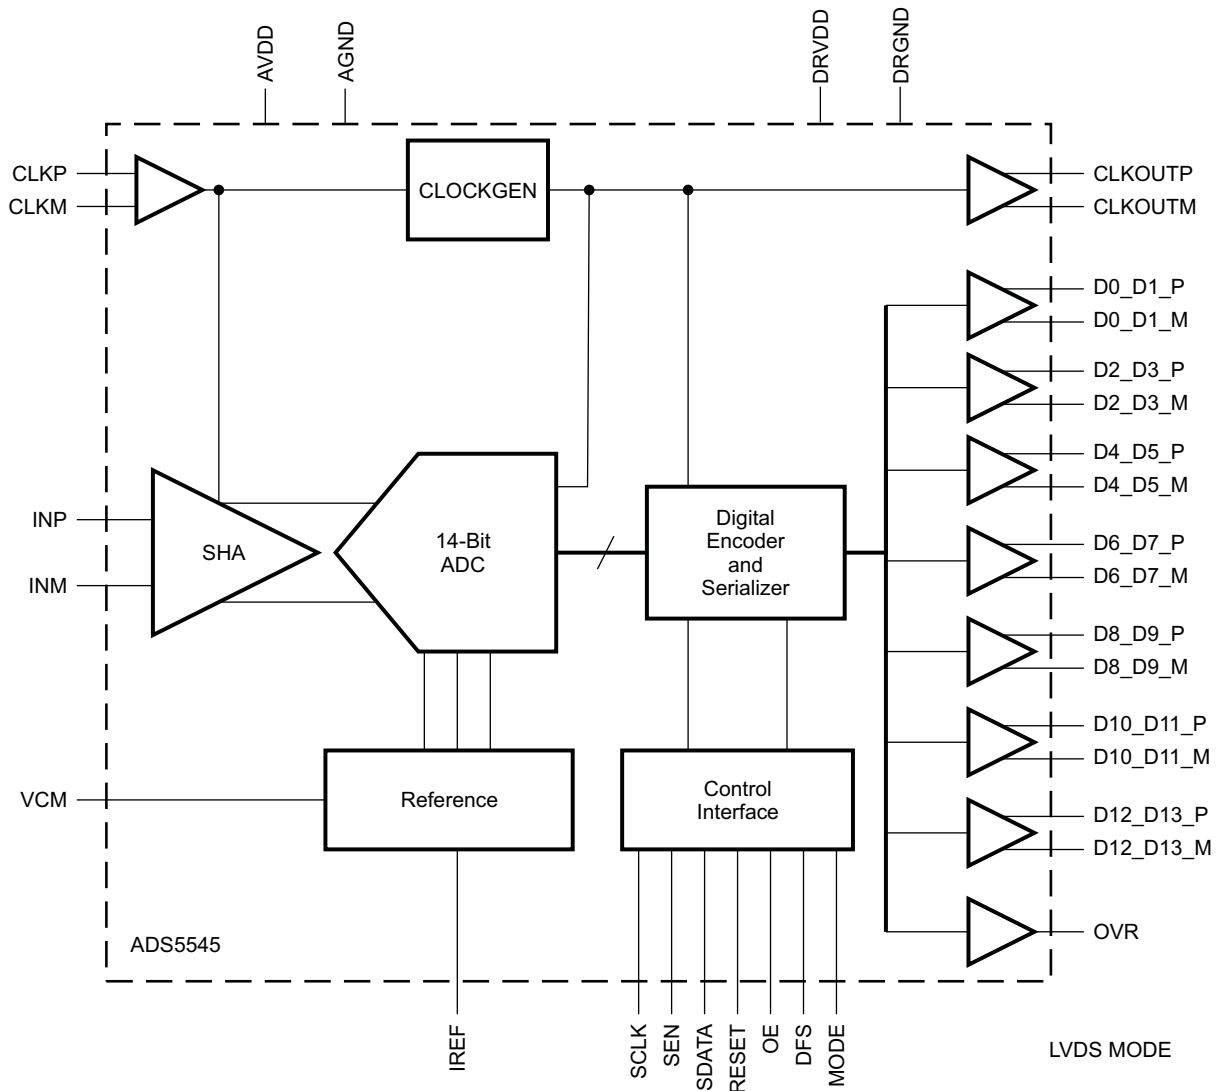 AVDD
AGND
DRVDD
DRGND
CLKP
CLKM
CLOCKGEN
CLKOUTP
CLKOUTM
D0_D1_P
D0_D1_M
D2_D3_P
D2_D3_M
D4_D5_P
D4_D5_M
INP
INM
SHA
14-Bit
ADC
Digital
Encoder
and
Serializer
D6_D7_P
D6_D7_M
D8_D9_P
D8_D9_M
D10_D11_P
D10_D11_M
VCM
Reference
Control
Interface
D12_D13_P
D12_D13_M
OVR
ADS5545
IREF
SCLK
SEN
SDATA
RESET
OE
DFS
MODE
LVDS MODE